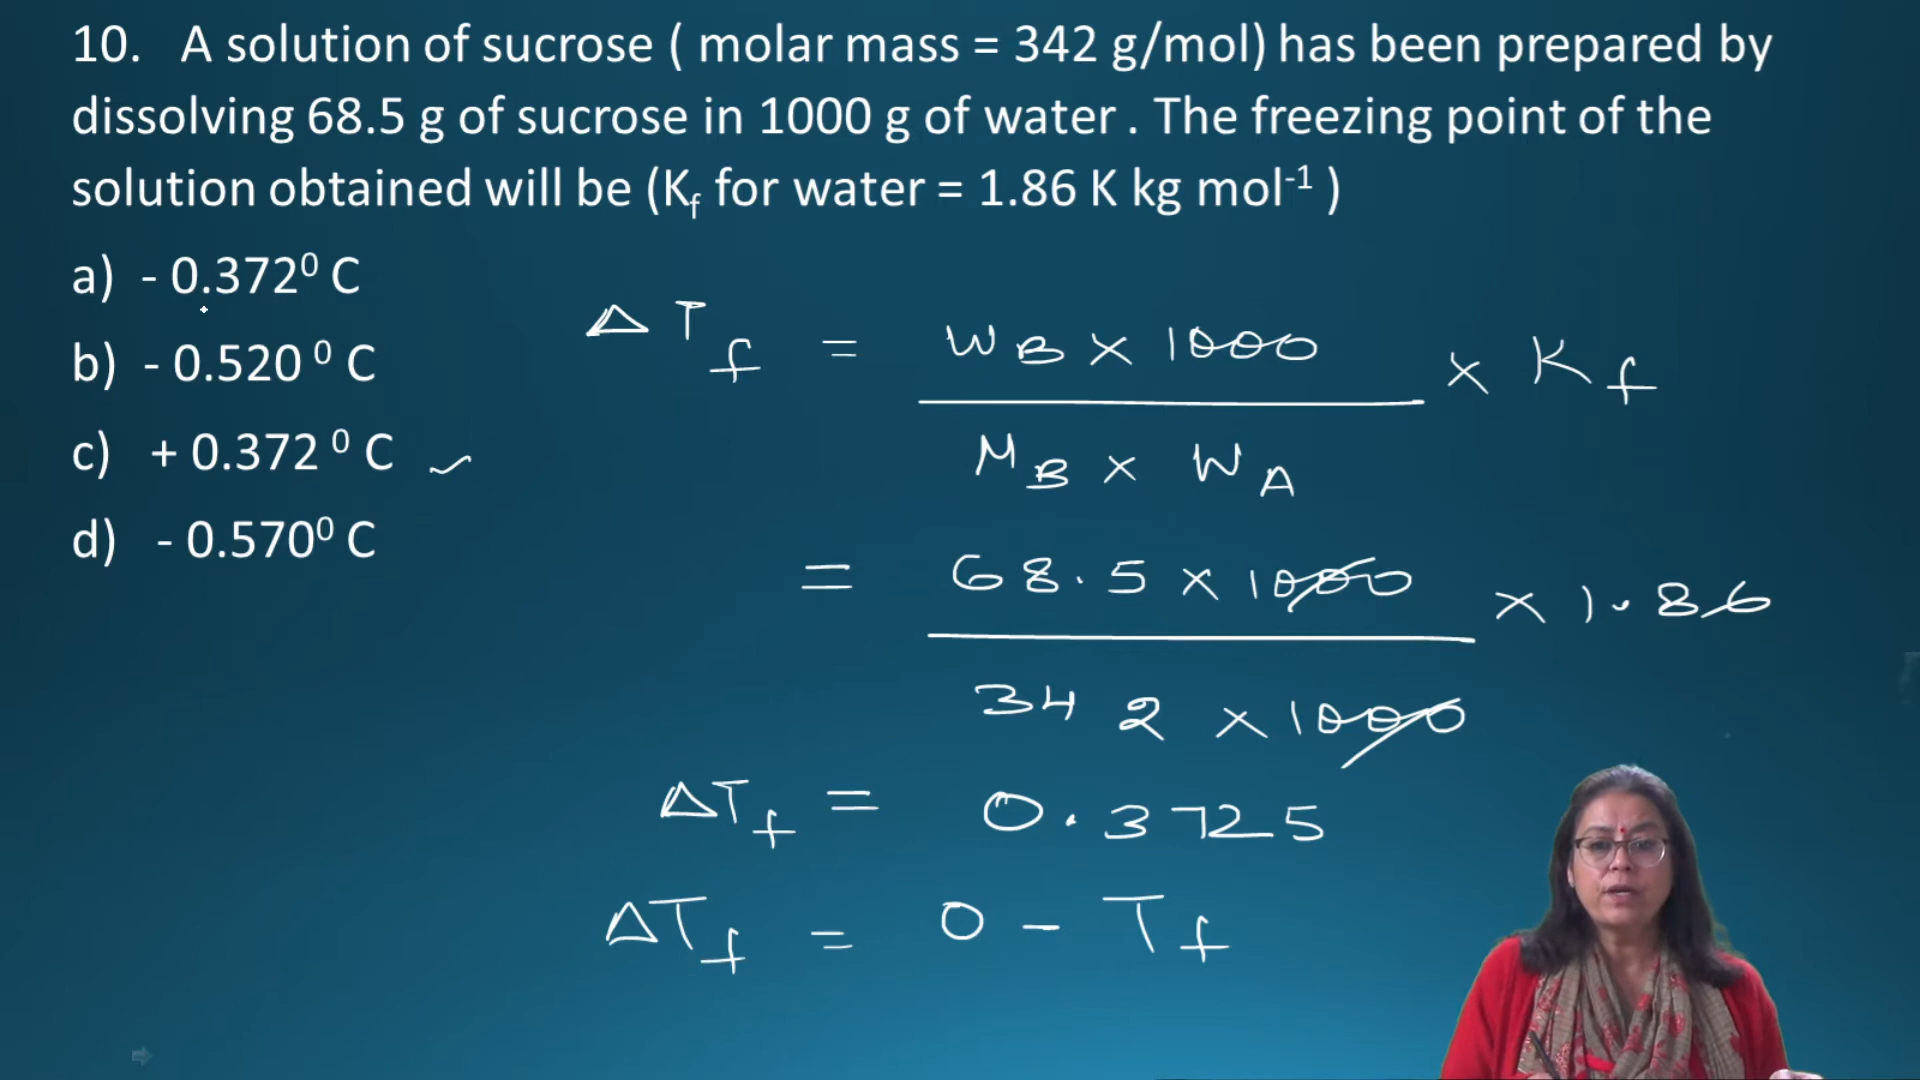 10. A solution of sucrose ( molar mass = 342 g/mol) has been prepared by
dissolving 68.5 g of sucrose in 1000 g of water . The freezing point of the
solution obtained will be (Kf for water = 1.86 K kg mol-1 )
a) - 0.372⁰ C
b) - 0.520 ⁰ C
c) + 0.372 ⁰ C
d) - 0.570⁰ C
ΔTf = WB × 1000 × Kf
MB × WA
= 68.5 × 1000 × 1.86
342 × 1000
ΔTf = 0.3725
ΔTf = 0 - Tf